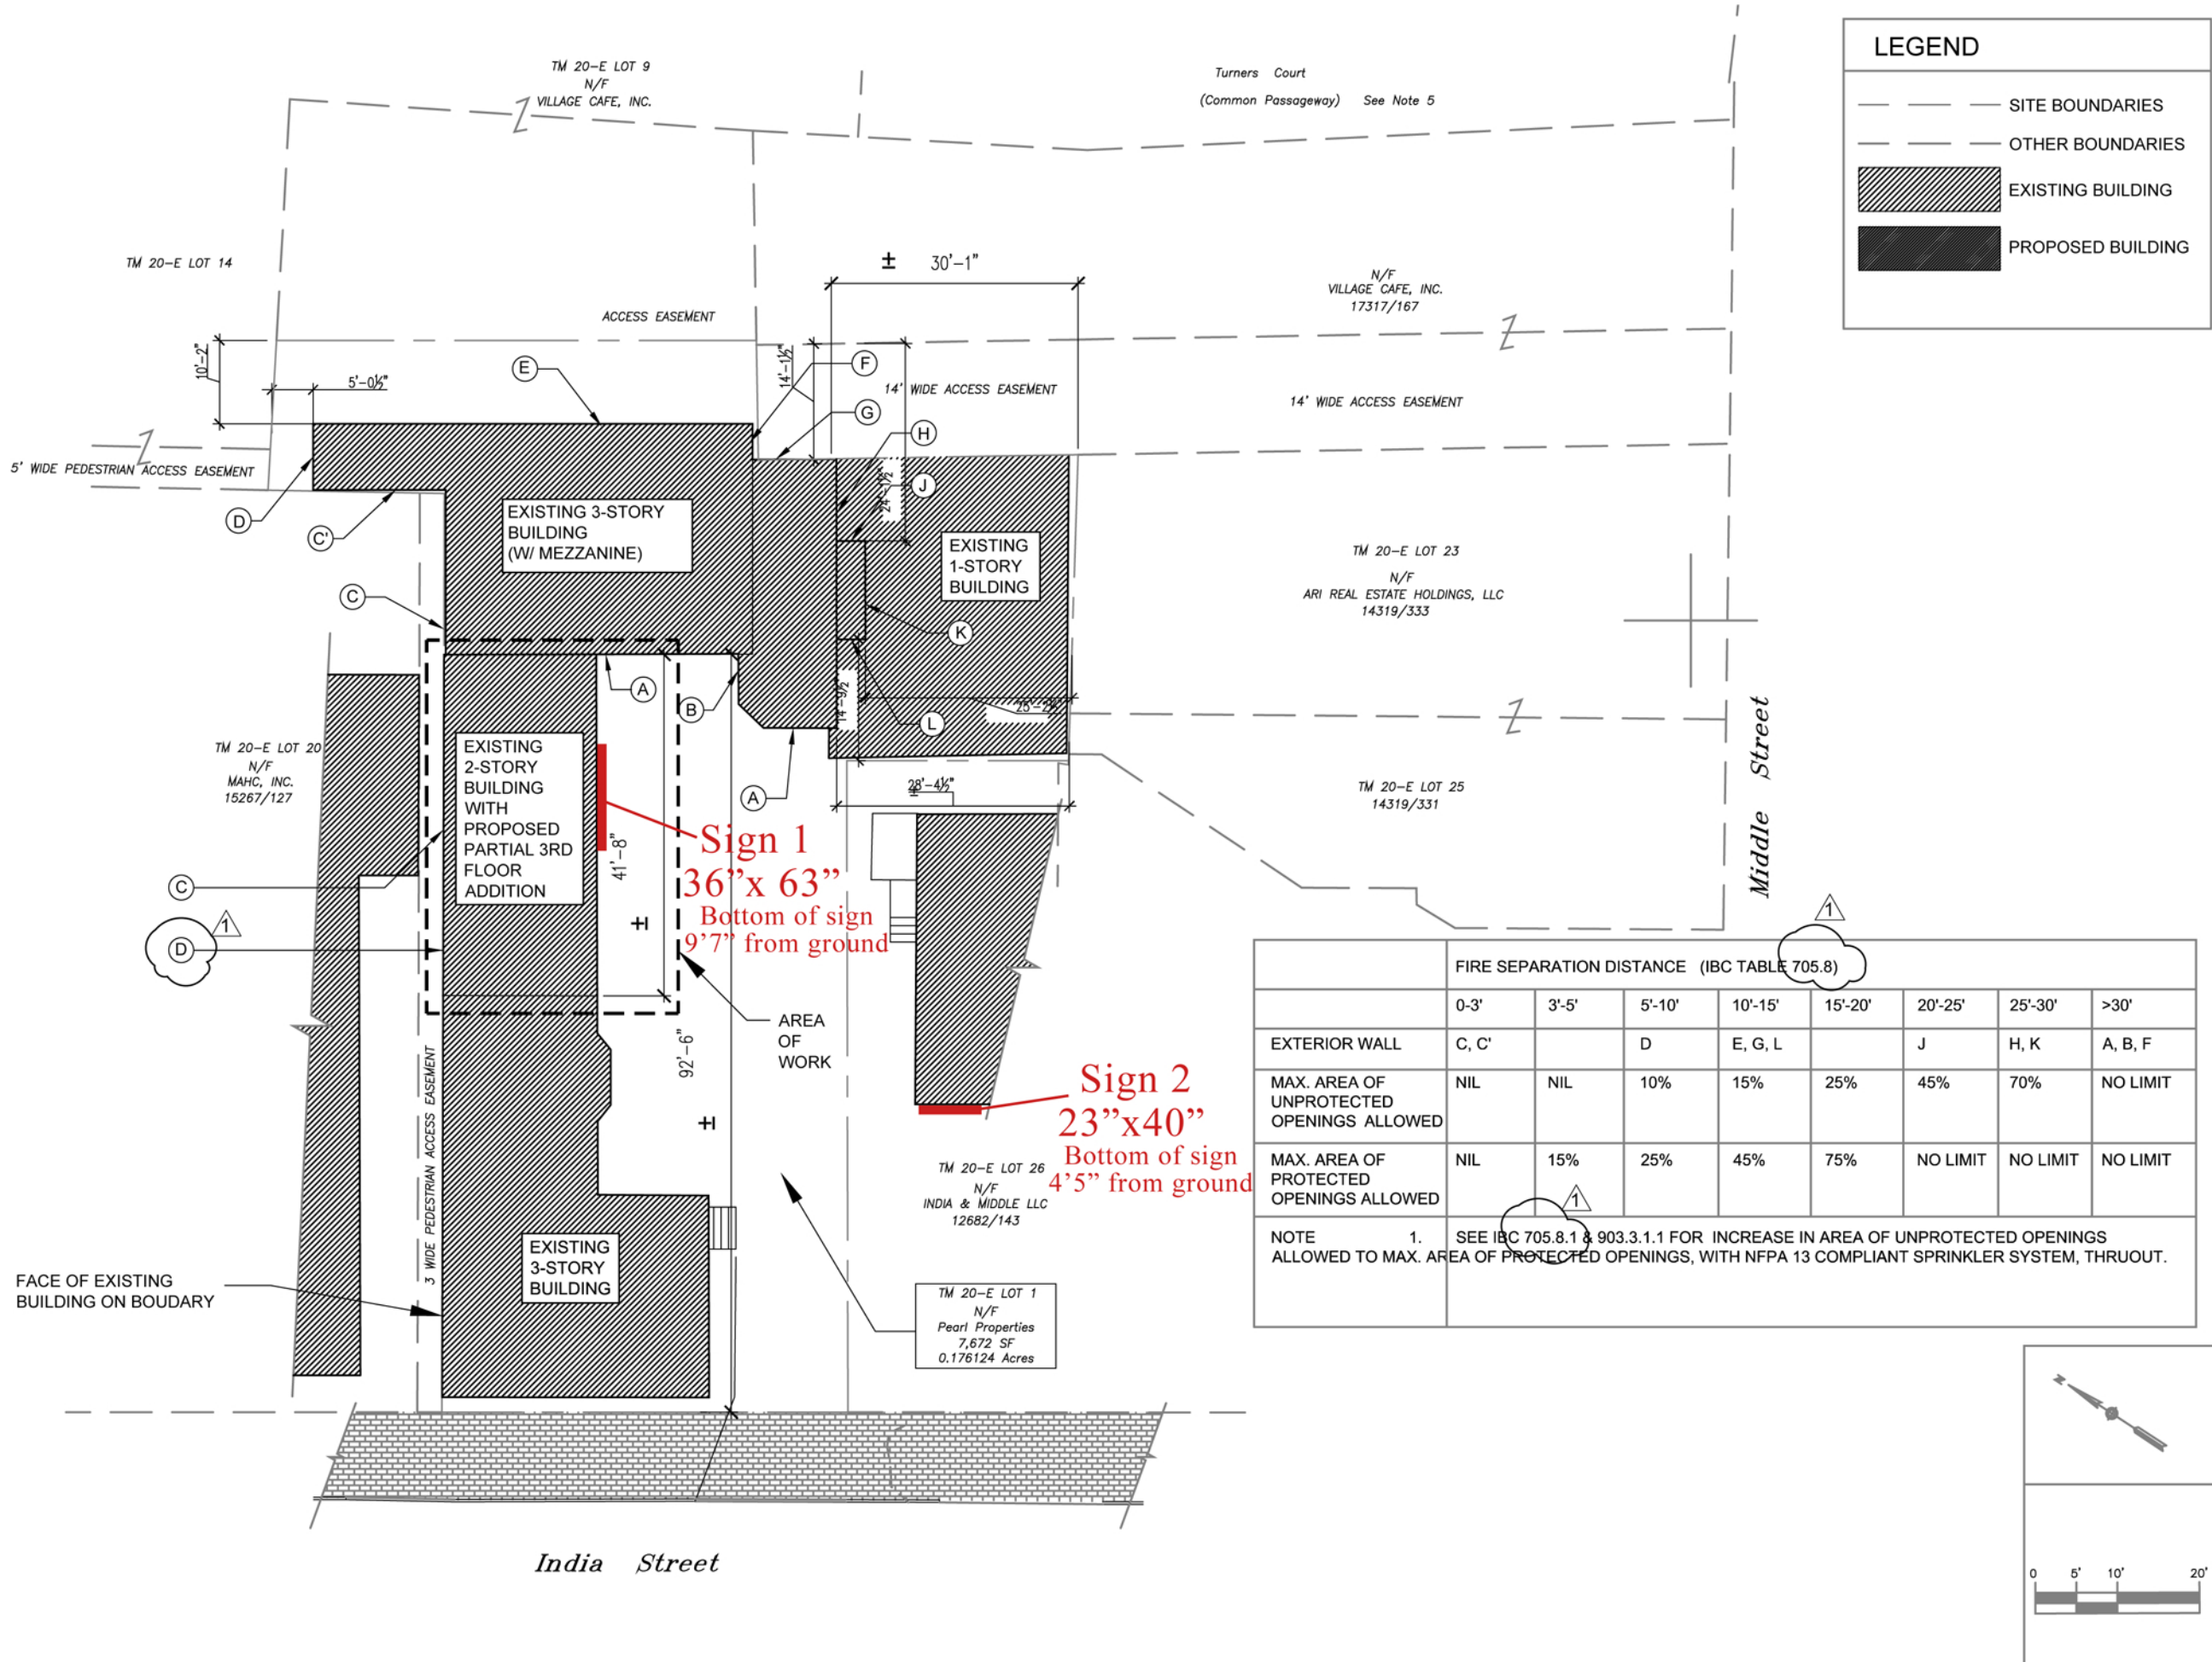 TM 20-E LOT 9
N/F
VILLAGE CAFE, INC.
Turners Court
(Common Passageway) See Note 5
LEGEND
SITE BOUNDARIES
OTHER BOUNDARIES
EXISTING BUILDING
PROPOSED BUILDING
TM 20-E LOT 14
± 30'-1"
N/F
VILLAGE CAFE, INC.
17317/167
ACCESS EASEMENT
10'-2"
5'-0½"
E
14'-1½"
F
14' WIDE ACCESS EASEMENT
14' WIDE ACCESS EASEMENT
G
H
5' WIDE PEDESTRIAN ACCESS EASEMENT
D
C'
EXISTING 3-STORY
BUILDING
(W/ MEZZANINE)
24'-1½"
J
EXISTING
1-STORY
BUILDING
TM 20-E LOT 23
N/F
ARI REAL ESTATE HOLDINGS, LLC
14319/333
C
K
A
B
14'-9½"
L
TM 20-E LOT 20
N/F
MAHC, INC.
15267/127
EXISTING
2-STORY
BUILDING
WITH
PROPOSED
PARTIAL 3RD
FLOOR
ADDITION
A
± 28'-4½"
TM 20-E LOT 25
14319/331
Middle Street
Sign 1
36"x 63"
Bottom of sign
9'7" from ground
41'-8"
±
C
D
1
AREA
OF
WORK
92'-6"
±
3 WIDE PEDESTRIAN ACCESS EASEMENT
Sign 2
23"x40"
Bottom of sign
4'5" from ground
TM 20-E LOT 26
N/F
INDIA & MIDDLE LLC
12682/143
1
FIRE SEPARATION DISTANCE (IBC TABLE 705.8)
0-3' 3'-5' 5'-10' 10'-15' 15'-20' 20'-25' 25'-30' >30'
EXTERIOR WALL C, C' D E, G, L J H, K A, B, F
MAX. AREA OF UNPROTECTED OPENINGS ALLOWED NIL NIL 10% 15% 25% 45% 70% NO LIMIT
MAX. AREA OF PROTECTED OPENINGS ALLOWED NIL 15% 25% 45% 75% NO LIMIT NO LIMIT NO LIMIT
1
NOTE 1. SEE IBC 705.8.1 & 903.3.1.1 FOR INCREASE IN AREA OF UNPROTECTED OPENINGS
ALLOWED TO MAX. AREA OF PROTECTED OPENINGS, WITH NFPA 13 COMPLIANT SPRINKLER SYSTEM, THRUOUT.
EXISTING
3-STORY
BUILDING
FACE OF EXISTING
BUILDING ON BOUDARY
TM 20-E LOT 1
N/F
Pearl Properties
7,672 SF
0.176124 Acres
N
India Street
0 5' 10' 20'